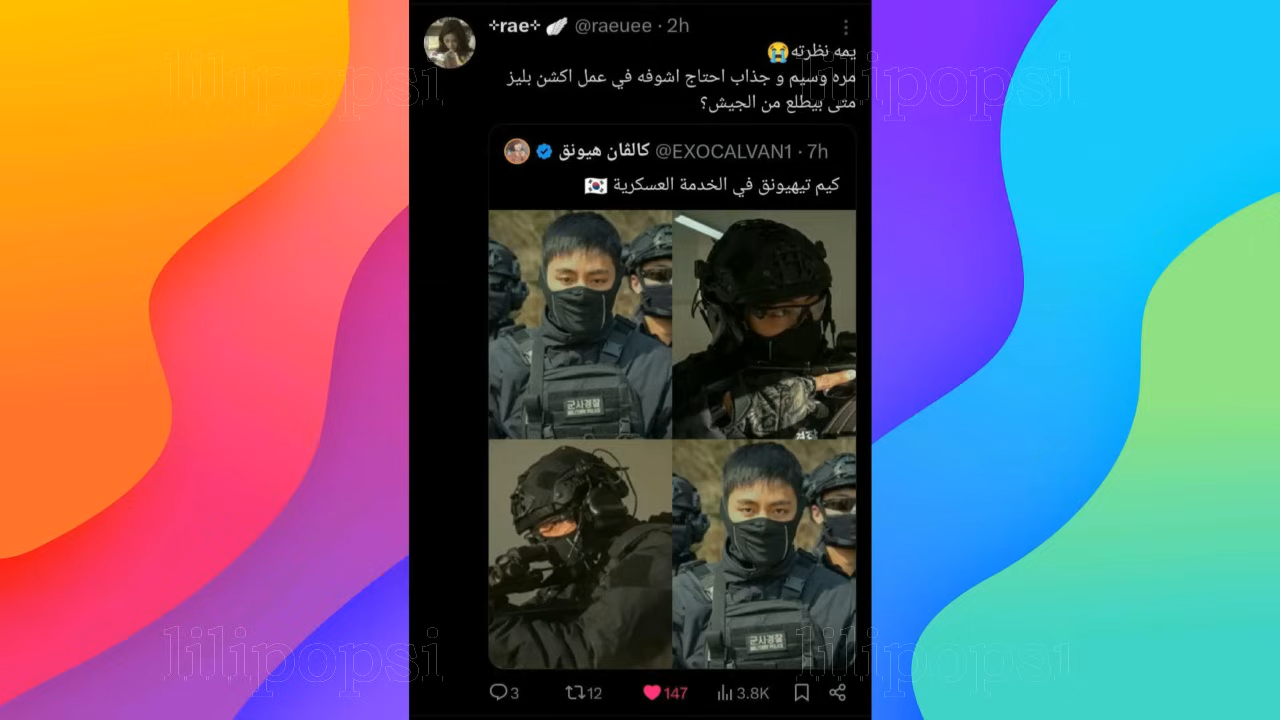 lilipopsi
lilipopsi
⊹rae⊹ 🪽 @raeuee · 2h
يمه نظرته😭
مره وسيم و جذاب احتاج اشوفه في عمل اكشن بليز
متى بيطلع من الجيش؟
كالڤان هيونق @EXOCALVAN1 · 7h
كيم تيهيونق في الخدمة العسكرية 🇰🇷
군사경찰
MILITARY POLICE
군사경찰
MILITARY POLICE
lilipopsi
lilipopsi
3 12 147 3.8K